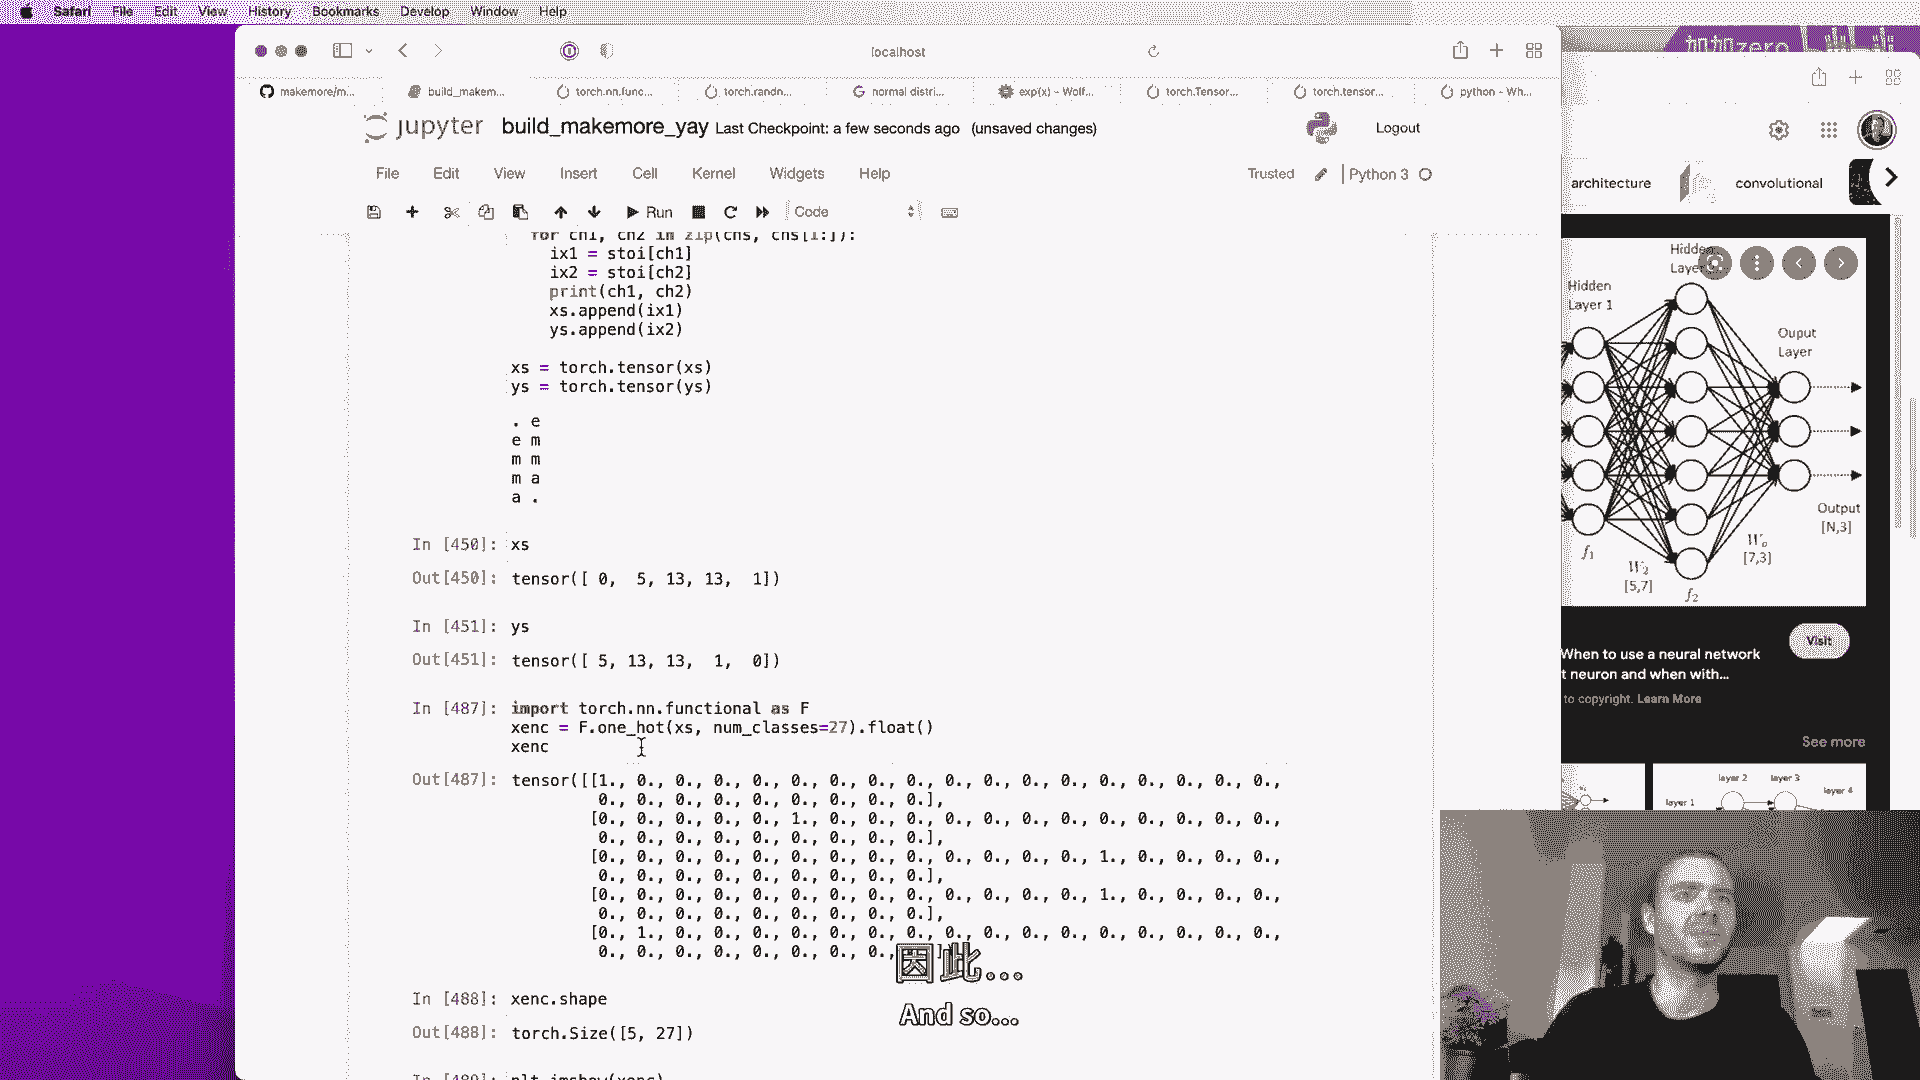 Safari File Edit View History Bookmarks Develop Window Help
localhost
makemore/m... build_makem... torch.nn.func... torch.randn... normal distri... exp(x) – Wolf... torch.Tensor... torch.tensor... python - Wh...
jupyter build_makemore_yay Last Checkpoint: a few seconds ago (unsaved changes) Logout
File Edit View Insert Cell Kernel Widgets Help Trusted Python 3
Run Code
for ch1, ch2 in zip(chs, chs[1:]):
ix1 = stoi[ch1]
ix2 = stoi[ch2]
print(ch1, ch2)
xs.append(ix1)
ys.append(ix2)
xs = torch.tensor(xs)
ys = torch.tensor(ys)
. e
e m
m m
m a
a .
In [450]: xs
Out[450]: tensor([ 0, 5, 13, 13, 1])
In [451]: ys
Out[451]: tensor([ 5, 13, 13, 1, 0])
In [487]: import torch.nn.functional as F
xenc = F.one_hot(xs, num_classes=27).float()
xenc
Out[487]: tensor([[1., 0., 0., 0., 0., 0., 0., 0., 0., 0., 0., 0., 0., 0., 0., 0., 0., 0.,
0., 0., 0., 0., 0., 0., 0., 0., 0.],
[0., 0., 0., 0., 0., 1., 0., 0., 0., 0., 0., 0., 0., 0., 0., 0., 0., 0.,
0., 0., 0., 0., 0., 0., 0., 0., 0.],
[0., 0., 0., 0., 0., 0., 0., 0., 0., 0., 0., 0., 0., 1., 0., 0., 0., 0.,
0., 0., 0., 0., 0., 0., 0., 0., 0.],
[0., 0., 0., 0., 0., 0., 0., 0., 0., 0., 0., 0., 0., 1., 0., 0., 0., 0.,
0., 0., 0., 0., 0., 0., 0., 0., 0.],
[0., 1., 0., 0., 0., 0., 0., 0., 0., 0., 0., 0., 0., 0., 0., 0., 0., 0.,
0., 0., 0., 0., 0., 0., 0., 0.,
In [488]: xenc.shape
Out[488]: torch.Size([5, 27])
In [489]: plt.imshow(xenc)
因此...
And so...
zero
architecture convolutional
Hidden
Layer
Hidden
Layer 1
Ouput
Layer
Output
[N,3]
f1
W2
[5,7]
f2
Wo
[7,3]
Visit
When to use a neural network
t neuron and when with...
to copyright. Learn More
See more
layer 1 layer 2 layer 3 layer 4